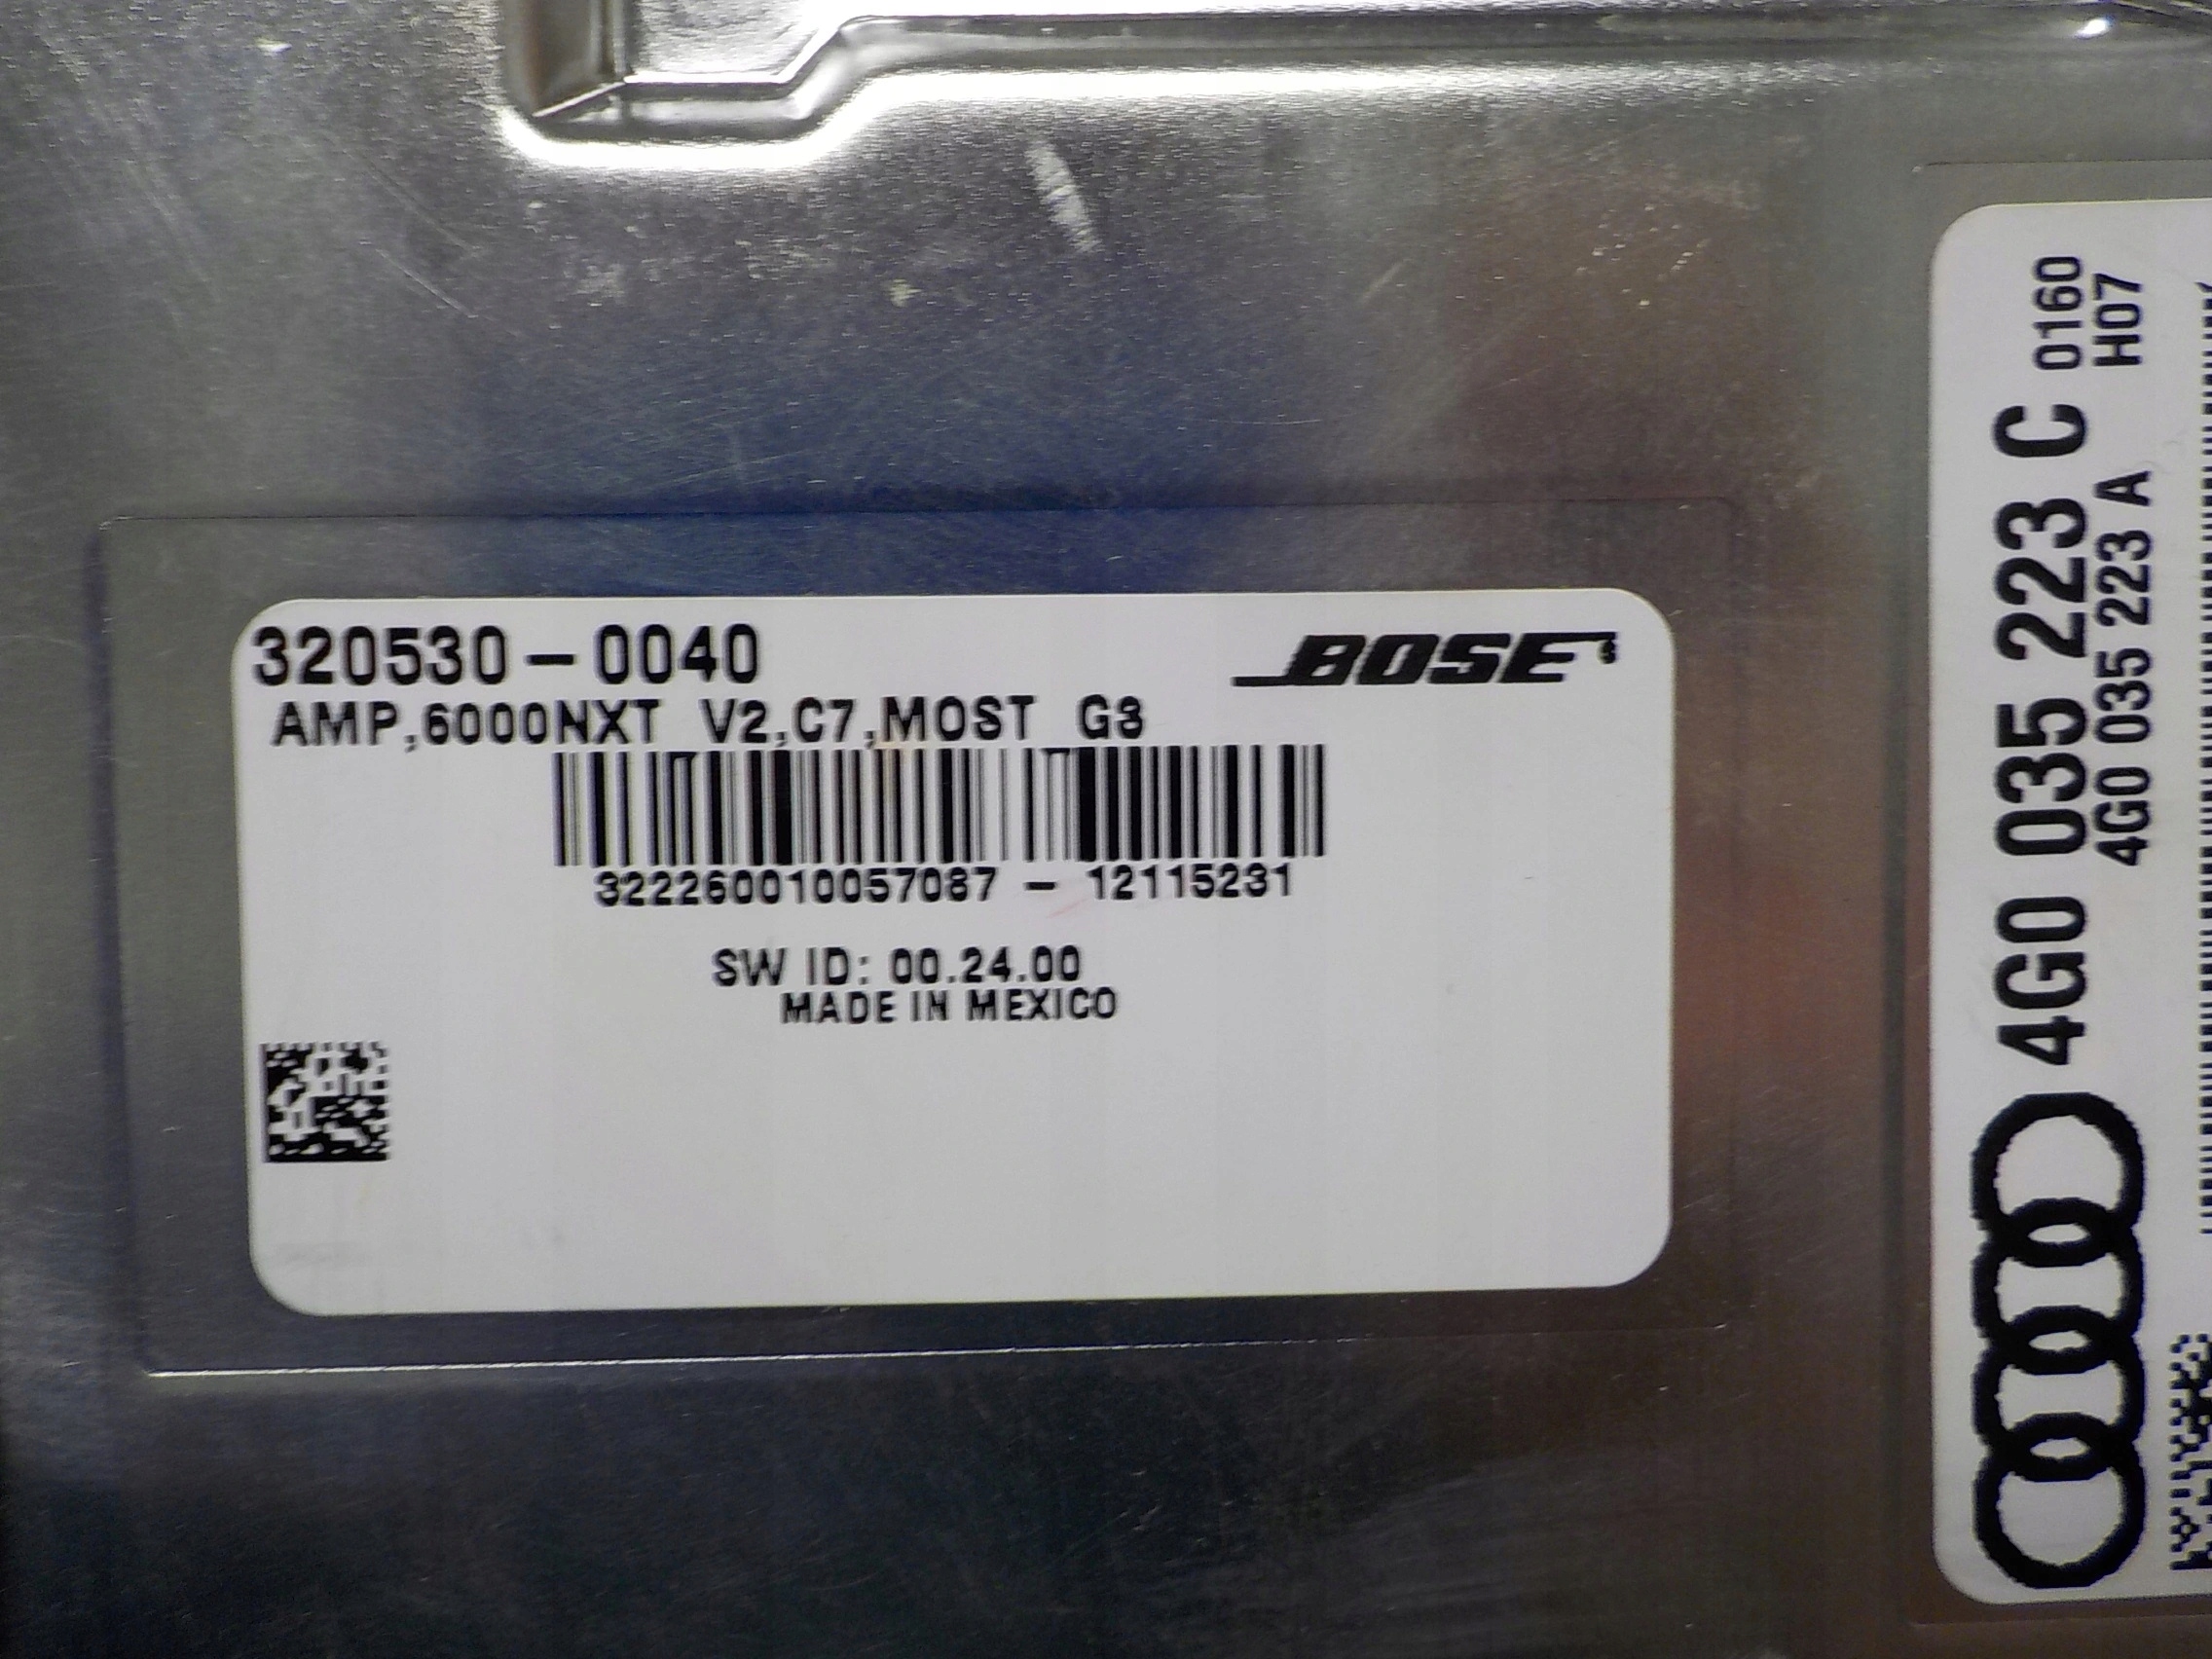 320530-0040
BOSE
AMP,6000NXT V2,C7,MOST G3
322260010057087 - 12115231
SW ID: 00.24.00
MADE IN MEXICO
4G0 035 223 C 0160
4G0 035 223 A H07